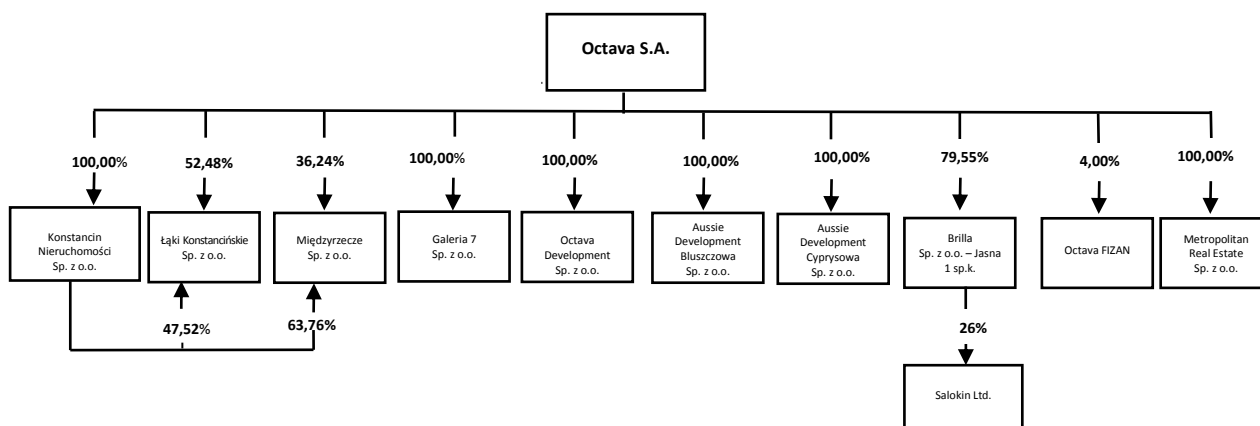 Octava S.A.
100,00%
52,48%
36,24%
100,00%
100,00%
100,00%
100,00%
79,55%
4,00%
100,00%
Konstancin
Nieruchomości
Sp. z o.o.
Łąki Konstancińskie
Sp. z o.o.
Międzyrzecze
Sp. z o.o.
Galeria 7
Sp. z o.o.
Octava
Development
Sp. z o.o.
Aussie
Development
Bluszczowa
Sp. z o.o.
Aussie
Development
Cyprysowa
Sp. z o.o.
Brilla
Sp. z o.o. – Jasna
1 sp.k.
Octava FIZAN
Metropolitan
Real Estate
Sp. z o.o.
47,52%
63,76%
26%
Salokin Ltd.